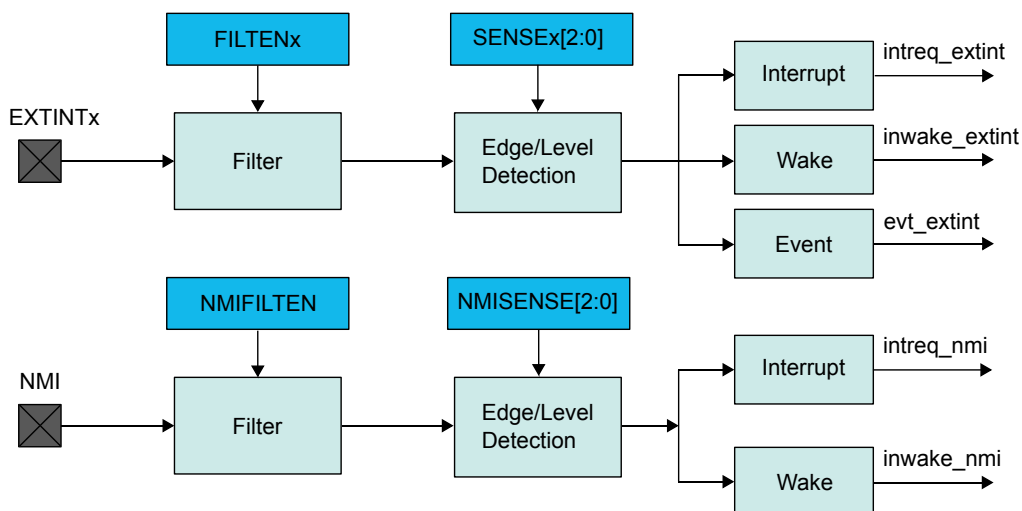 FILTENx
SENSEx[2:0]
intreq_extint
Interrupt
EXTINTx
Filter
Edge/Level
Detection
inwake_extint
Wake
evt_extint
Event
NMIFILTEN
NMISENSE[2:0]
intreq_nmi
Interrupt
NMI
Filter
Edge/Level
Detection
inwake_nmi
Wake